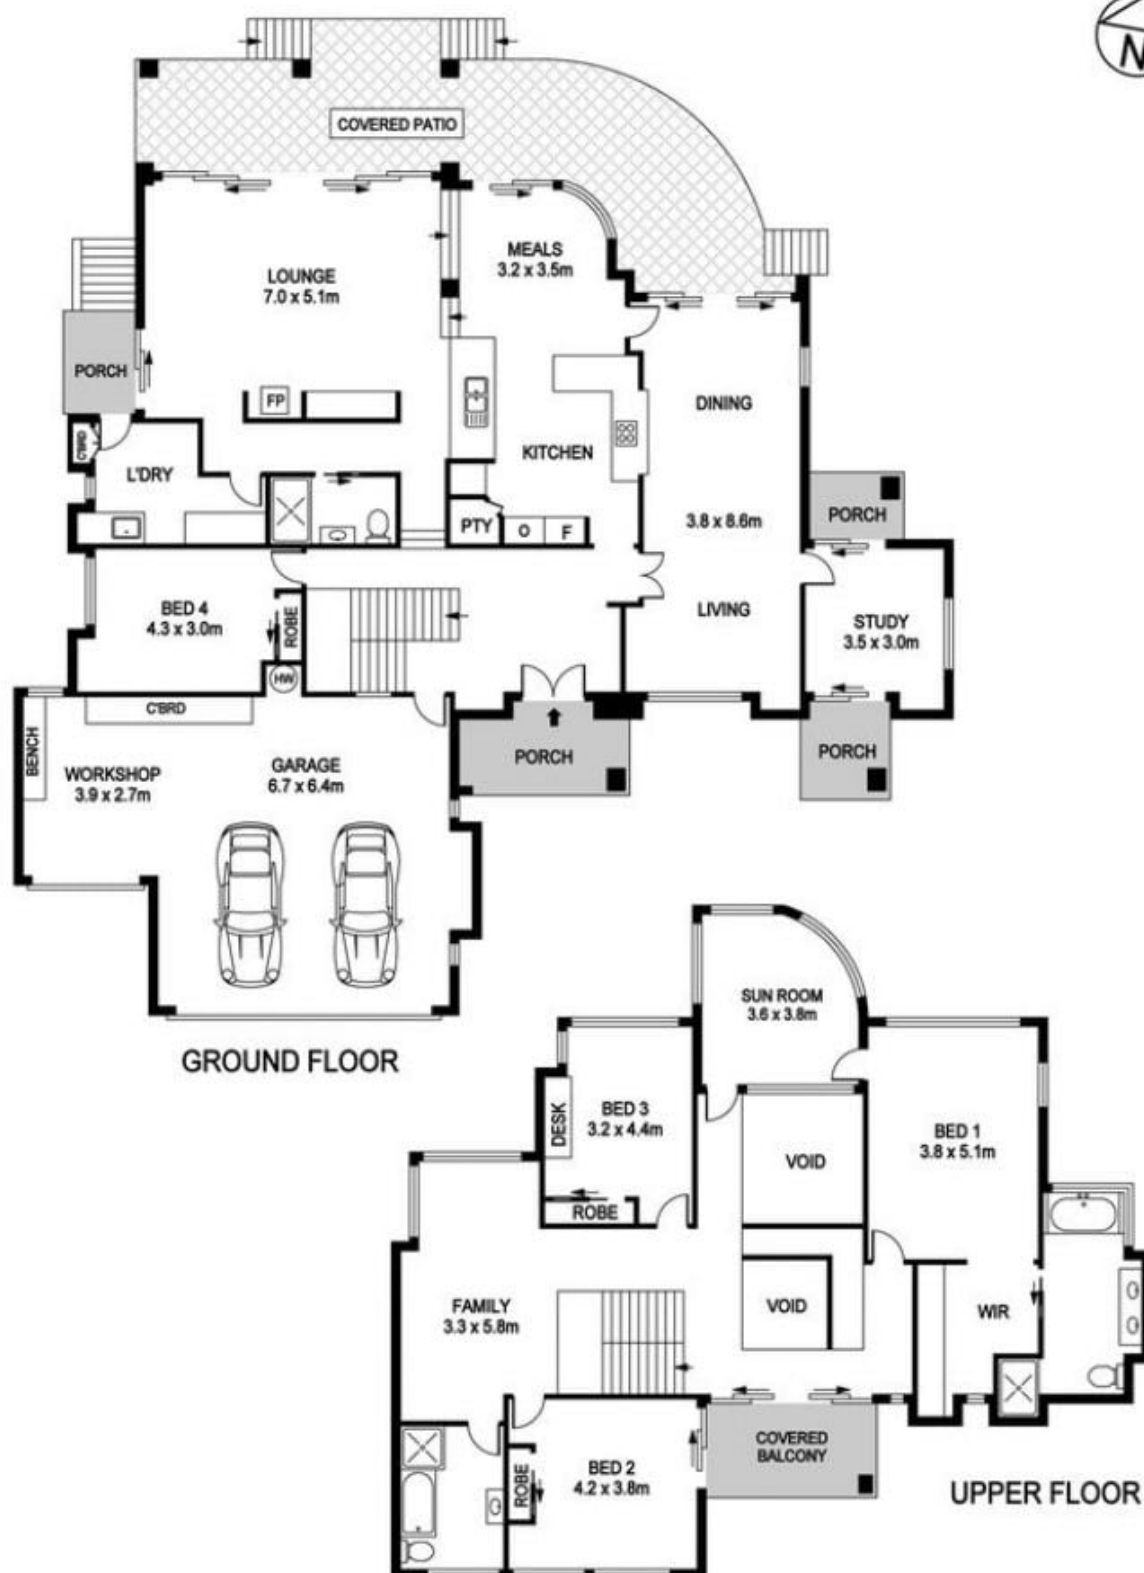 N
COVERED PATIO
LOUNGE
7.0 x 5.1m
MEALS
3.2 x 3.5m
PORCH
FP
C'BRD
L'DRY
KITCHEN
DINING
3.8 x 8.6m
LIVING
PTY
O
F
PORCH
BED 4
4.3 x 3.0m
ROBE
HW
STUDY
3.5 x 3.0m
C'BRD
BENCH
WORKSHOP
3.9 x 2.7m
GARAGE
6.7 x 6.4m
PORCH
PORCH
GROUND FLOOR
SUN ROOM
3.6 x 3.8m
BED 3
3.2 x 4.4m
DESK
ROBE
VOID
BED 1
3.8 x 5.1m
FAMILY
3.3 x 5.8m
VOID
WIR
BED 2
4.2 x 3.8m
ROBE
COVERED
BALCONY
UPPER FLOOR